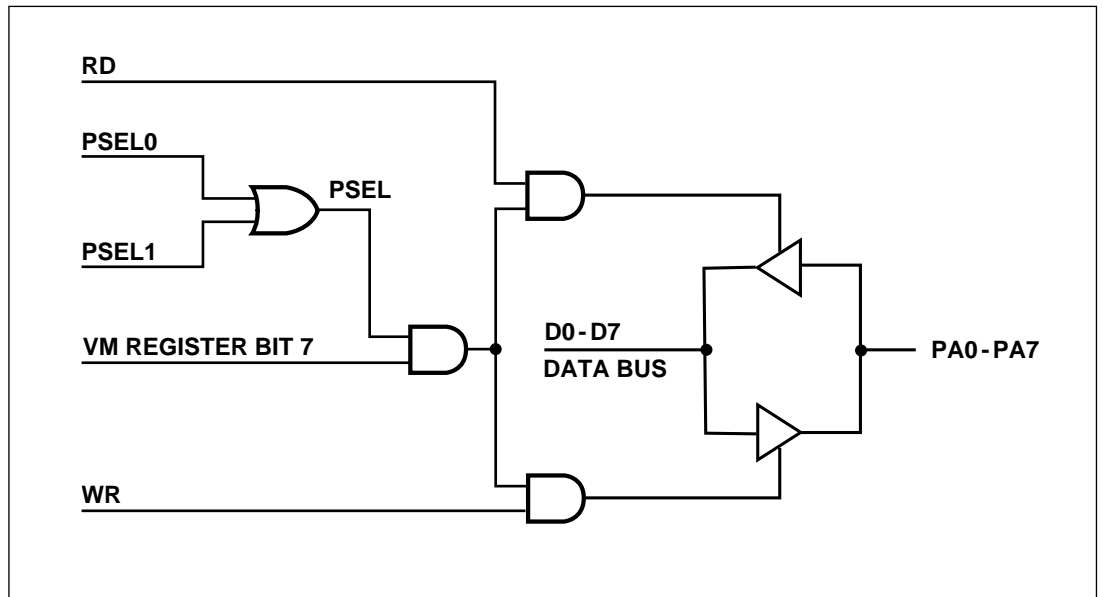 RD
PSEL0
PSEL
PSEL1
VM REGISTER BIT 7
D0 - D7
DATA BUS
PA0 - PA7
WR